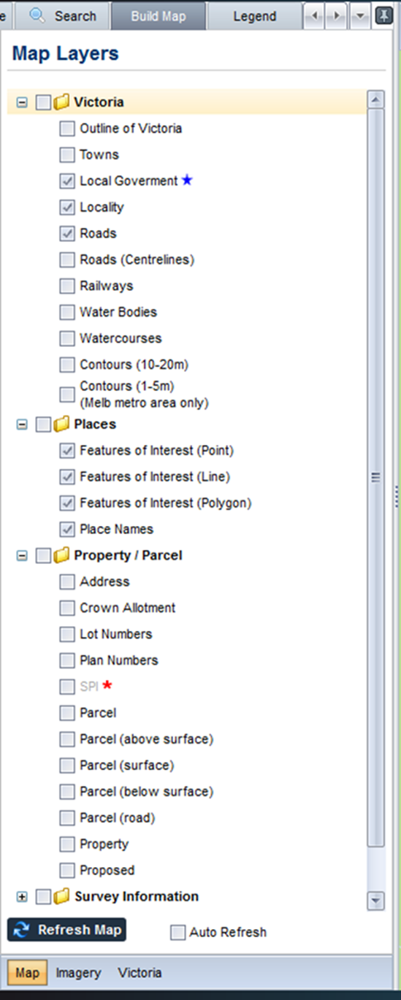 e Search Build Map Legend
Map Layers
Victoria
Outline of Victoria
Towns
Local Goverment ★
Locality
Roads
Roads (Centrelines)
Railways
Water Bodies
Watercourses
Contours (10-20m)
Contours (1-5m)
(Melb metro area only)
Places
Features of Interest (Point)
Features of Interest (Line)
Features of Interest (Polygon)
Place Names
Property / Parcel
Address
Crown Allotment
Lot Numbers
Plan Numbers
SPI *
Parcel
Parcel (above surface)
Parcel (surface)
Parcel (below surface)
Parcel (road)
Property
Proposed
Survey Information
Refresh Map Auto Refresh
Map Imagery Victoria